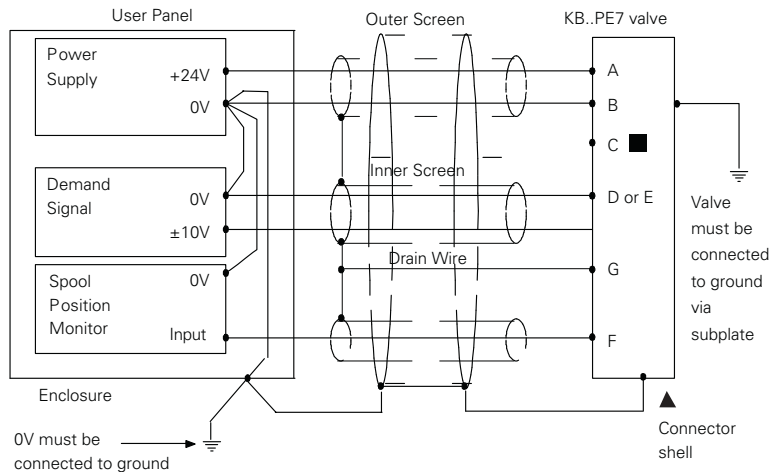 User Panel
Outer Screen
KB..PE7 valve
Power
Supply
+24V
0V
A
B
C
Demand
Signal
0V
±10V
Inner Screen
D or E
Valve
must be
connected
to ground
via
subplate
Spool
Position
Monitor
0V
Input
Drain Wire
G
F
Enclosure
Connector
shell
0V must be
connected to ground